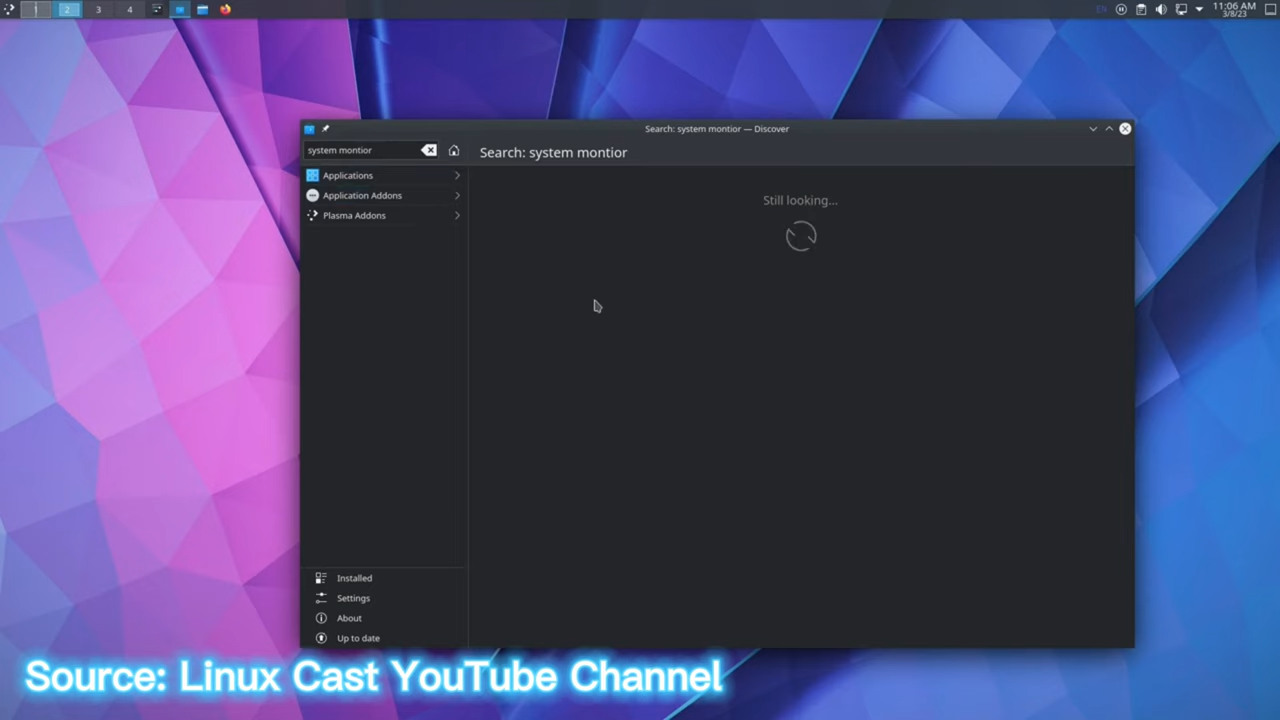 1 2 3 4 EN 11:06 AM
3/8/23
Search: system montior — Discover
system montior
Search: system montior
Applications
Application Addons
Plasma Addons
Still looking...
Installed
Settings
About
Up to date
Source: Linux Cast YouTube Channel